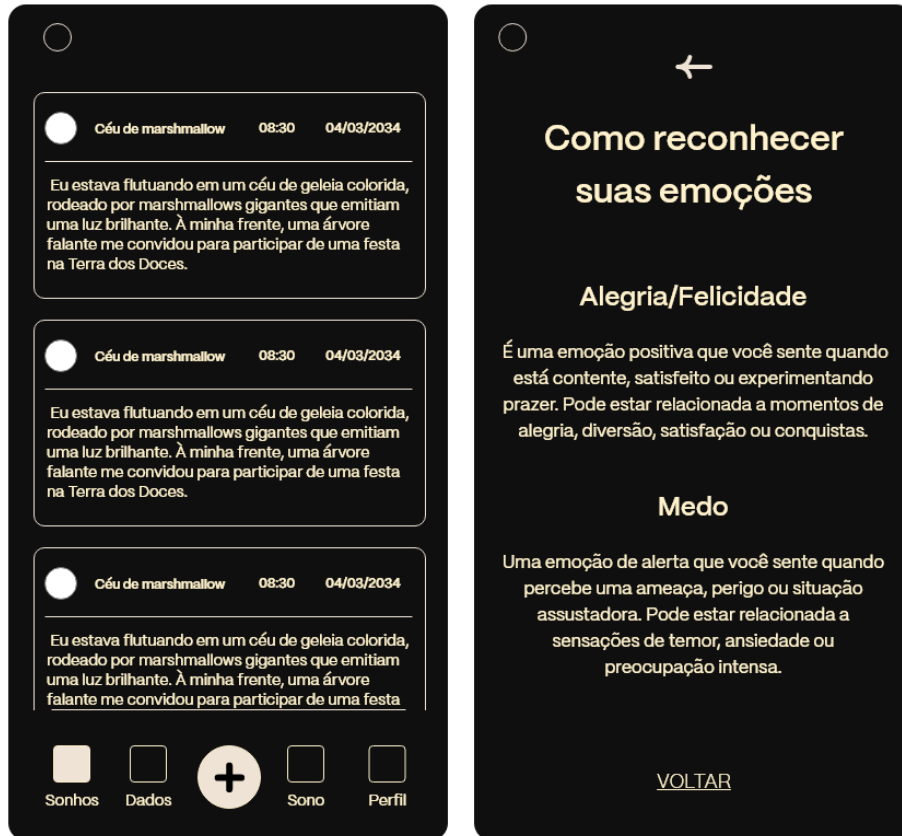 Céu de marshmallow 08:30 04/03/2034
Eu estava flutuando em um céu de geleia colorida,
rodeado por marshmallows gigantes que emitiam
uma luz brilhante. À minha frente, uma árvore
falante me convidou para participar de uma festa
na Terra dos Doces.
Céu de marshmallow 08:30 04/03/2034
Eu estava flutuando em um céu de geleia colorida,
rodeado por marshmallows gigantes que emitiam
uma luz brilhante. À minha frente, uma árvore
falante me convidou para participar de uma festa
na Terra dos Doces.
Céu de marshmallow 08:30 04/03/2034
Eu estava flutuando em um céu de geleia colorida,
rodeado por marshmallows gigantes que emitiam
uma luz brilhante. À minha frente, uma árvore
falante me convidou para participar de uma festa
Sonhos Dados Sono Perfil
Como reconhecer
suas emoções
Alegria/Felicidade
É uma emoção positiva que você sente quando
está contente, satisfeito ou experimentando
prazer. Pode estar relacionada a momentos de
alegria, diversão, satisfação ou conquistas.
Medo
Uma emoção de alerta que você sente quando
percebe uma ameaça, perigo ou situação
assustadora. Pode estar relacionada a
sensações de temor, ansiedade ou
preocupação intensa.
VOLTAR